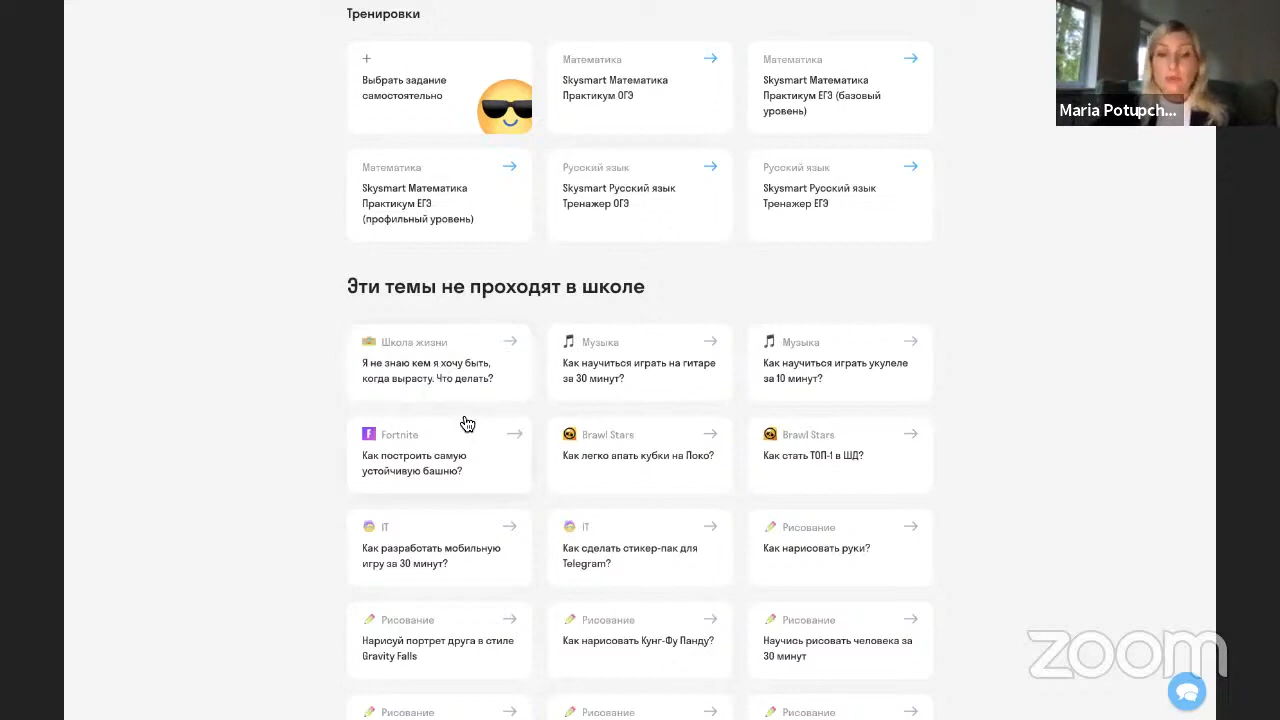 Тренировки
Выбрать задание
самостоятельно
Математика
Skysmart Математика
Практикум ОГЭ
Математика
Skysmart Математика
Практикум ЕГЭ (базовый
уровень)
Математика
Skysmart Математика
Практикум ЕГЭ
(профильный уровень)
Русский язык
Skysmart Русский язык
Тренажер ОГЭ
Русский язык
Skysmart Русский язык
Тренажер ЕГЭ
Эти темы не проходят в школе
Школа жизни
Я не знаю кем я хочу быть,
когда вырасту. Что делать?
Музыка
Как научиться играть на гитаре
за 30 минут?
Музыка
Как научиться играть укулеле
за 10 минут?
Fortnite
Как построить самую
устойчивую башню?
Brawl Stars
Как легко апать кубки на Поко?
Brawl Stars
Как стать ТОП-1 в ШД?
IT
Как разработать мобильную
игру за 30 минут?
IT
Как сделать стикер-пак для
Telegram?
Рисование
Как нарисовать руки?
Рисование
Нарисуй портрет друга в стиле
Gravity Falls
Рисование
Как нарисовать Кунг-Фу Панду?
Рисование
Научись рисовать человека за
30 минут
Рисование
Рисование
Рисование
Maria Potupch...
zoom